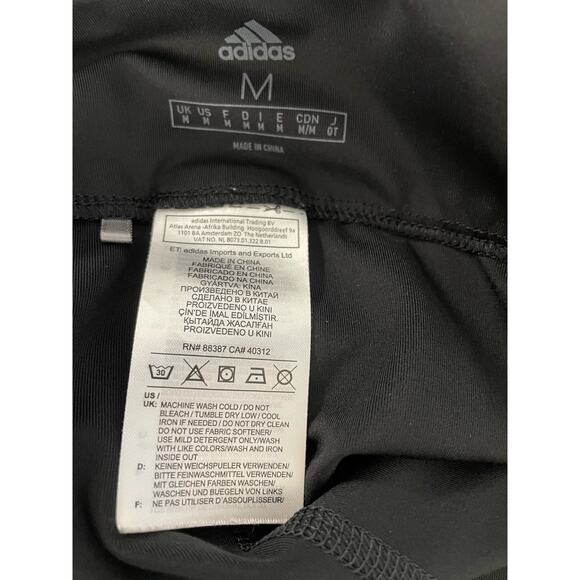 adidas
M
UK US F D I E CDN J
M M M M M M M/M OT
MADE IN CHINA
adidas International Trading BV
Atlas Arena -Afrika Building Hoogoorddreef 9a
1101 BA Amsterdam ZO The Netherlands
VAT NO. NL 8073.01.322.B.01
ET: adidas Imports and Exports Ltd
MADE IN CHINA
FABRIQUÉ EN CHINE
FABRICADO EN CHINA
FABRICADO NA CHINA
GYÁRTVA: KÍNA
ПРОИЗВЕДЕНО В КИТАЙ
СДЕЛАНО В КИТАЕ
PROIZVEDENO U KINI
ÇİN'DE İMAL EDİLMİŞTİR.
ҚЫТАЙДА ЖАСАЛҒАН
PROIZVEDENO U KINI
RN# 88387 CA# 40312
30
US /
UK: MACHINE WASH COLD/ DO NOT
BLEACH / TUMBLE DRY LOW / COOL
IRON IF NEEDED / DO NOT DRY CLEAN
DO NOT USE FABRIC SOFTENER/
USE MILD DETERGENT ONLY/WASH
WITH LIKE COLORS/WASH AND IRON
INSIDE OUT
D: KEINEN WEICHSPUELER VERWENDEN/
BITTE FEINWASCHMITTEL VERWENDEN/
MIT GLEICHEN FARBEN WASCHEN/
WASCHEN UND BUEGELN VON LINKS
F: NE PAS UTILISER D'ASSOUPLISSEUR/